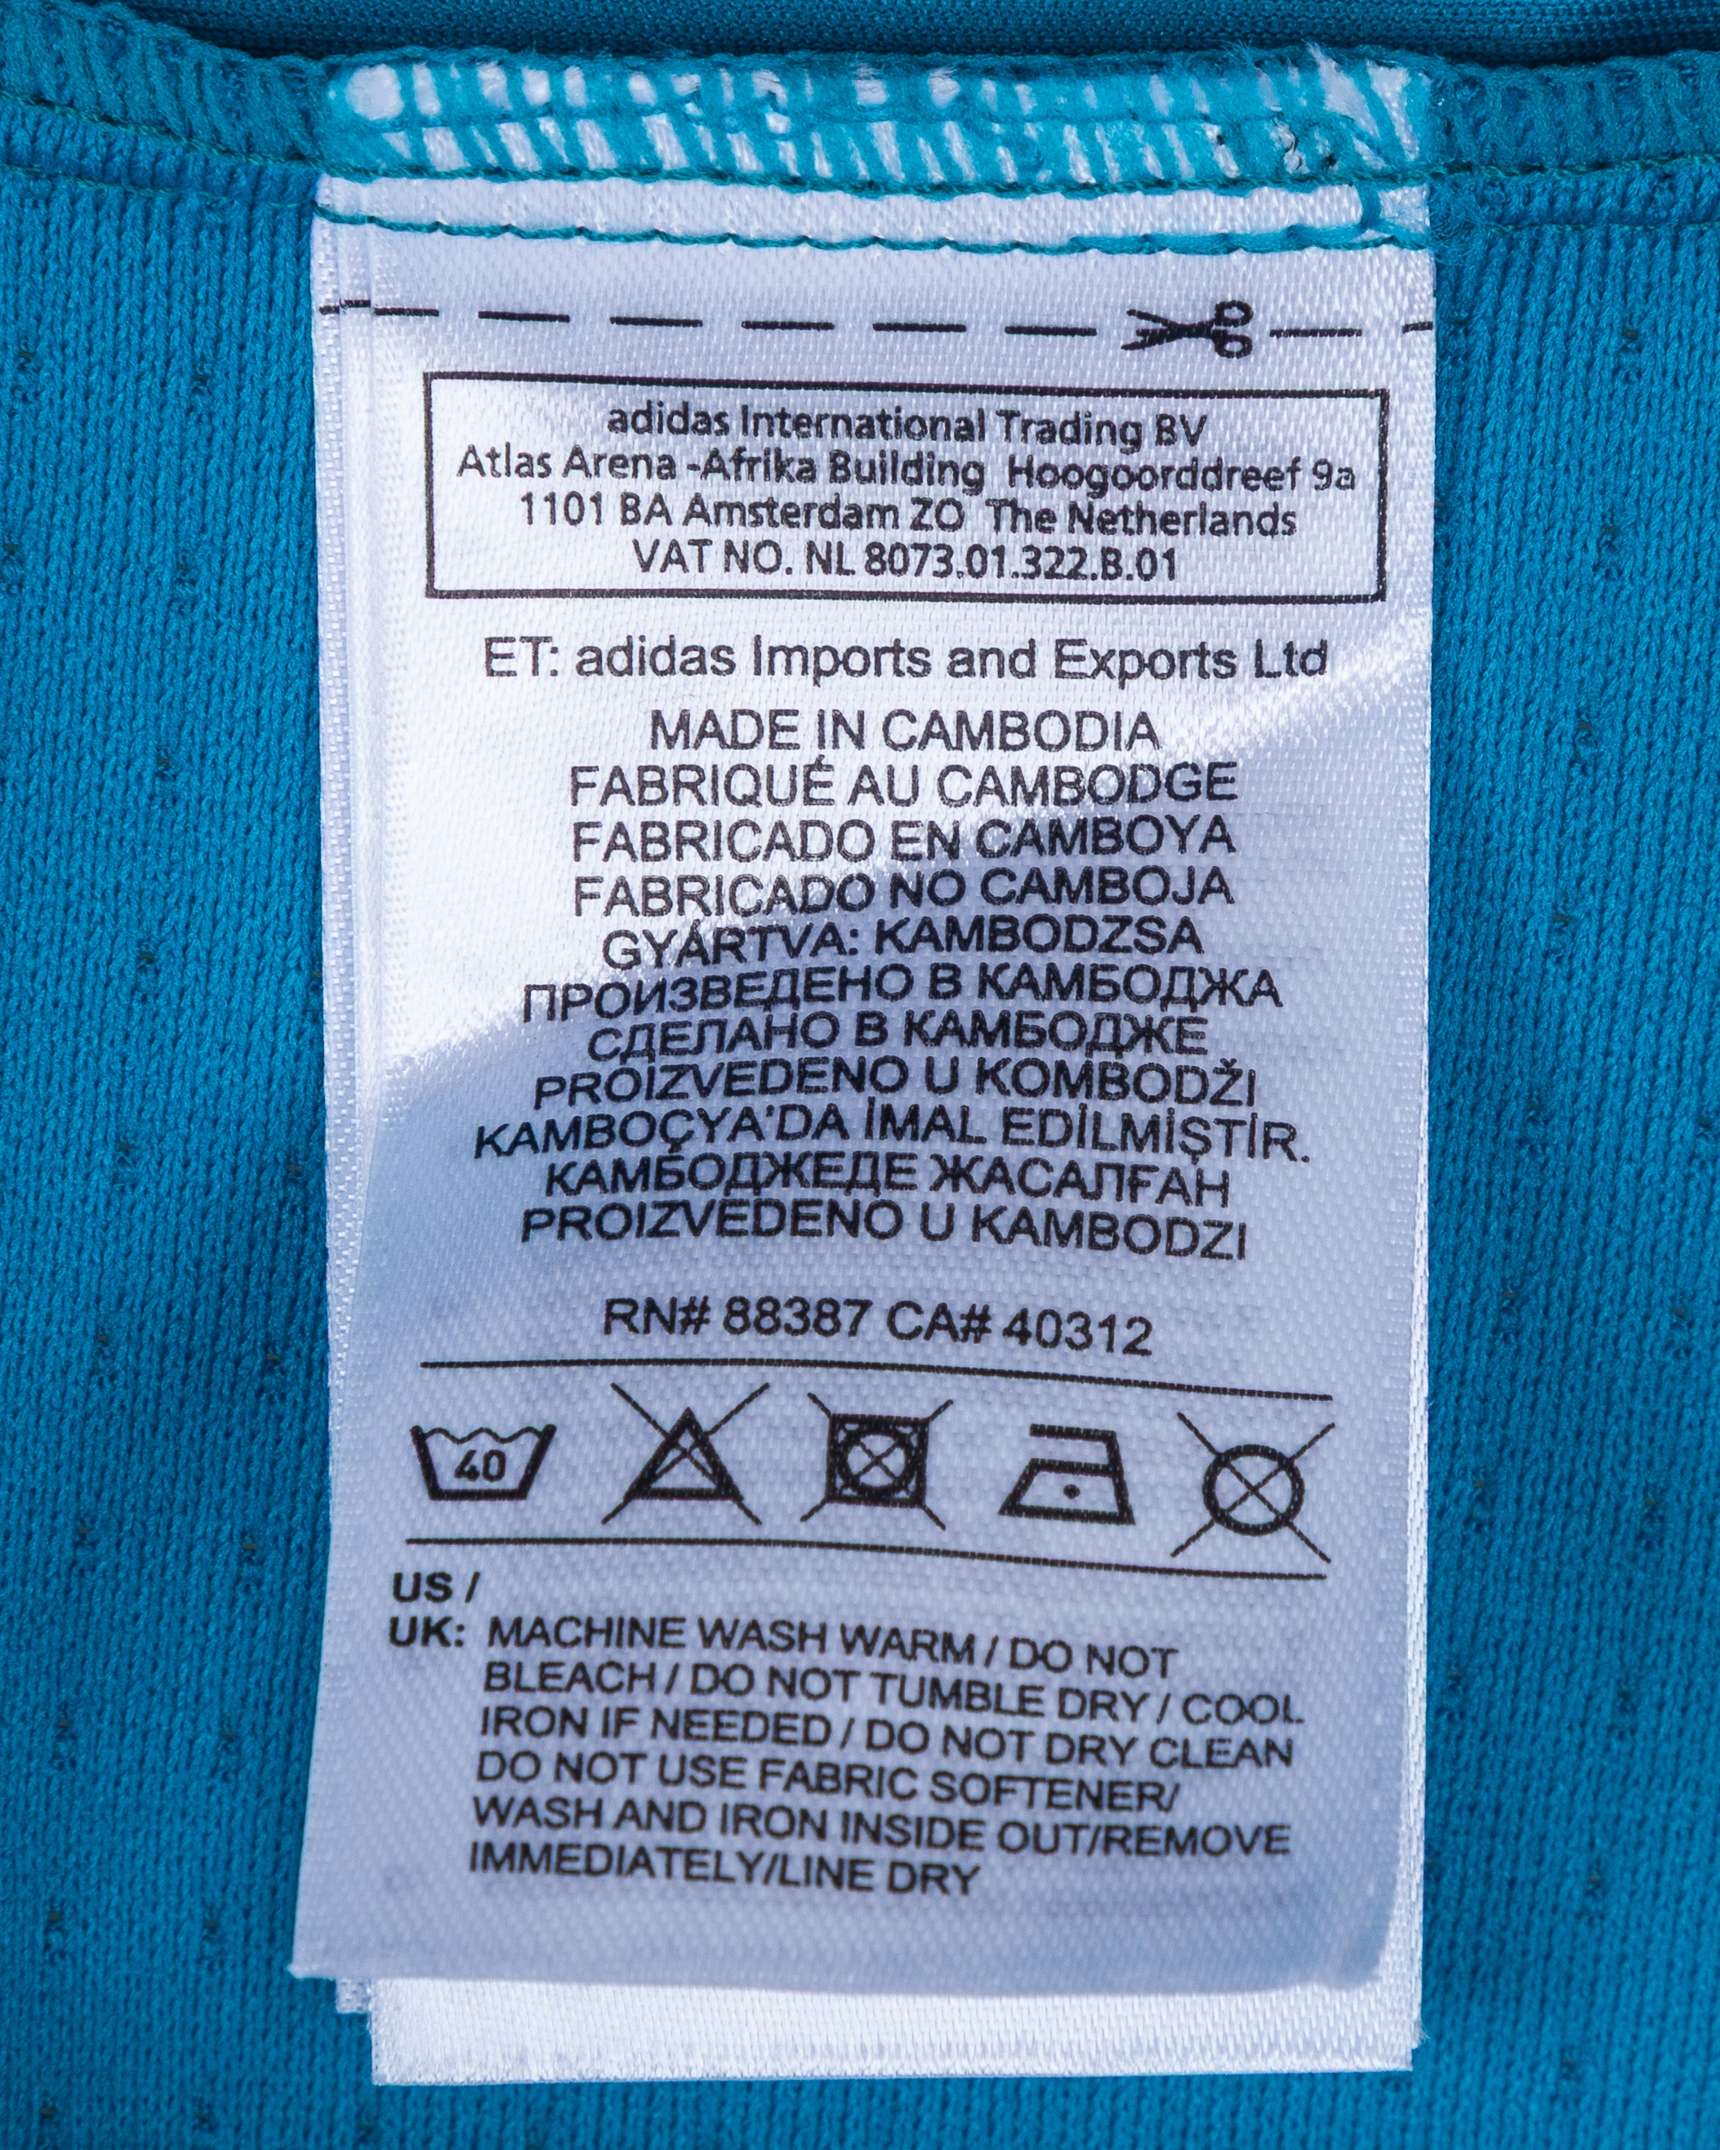 adidas International Trading BV
Atlas Arena -Afrika Building Hoogoorddreef 9a
1101 BA Amsterdam ZO The Netherlands
VAT NO. NL 8073.01.322.B.01
ET: adidas Imports and Exports Ltd
MADE IN CAMBODIA
FABRIQUÉ AU CAMBODGE
FABRICADO EN CAMBOYA
FABRICADO NO CAMBOJA
GYÁRTVA: KAMBODZSA
ПРОИЗВЕДЕНО В КАМБОДЖА
СДЕЛАНО В КАМБОДЖЕ
PROIZVEDENO U KOMBODŽI
KAMBOÇYA'DA İMAL EDİLMİŞTİR.
КАМБОДЖЕДЕ ЖАСАЛҒАН
PROIZVEDENO U KAMBODZI
RN# 88387 CA# 40312
40
US /
UK: MACHINE WASH WARM / DO NOT
BLEACH / DO NOT TUMBLE DRY / COOL
IRON IF NEEDED / DO NOT DRY CLEAN
DO NOT USE FABRIC SOFTENER/
WASH AND IRON INSIDE OUT/REMOVE
IMMEDIATELY/LINE DRY